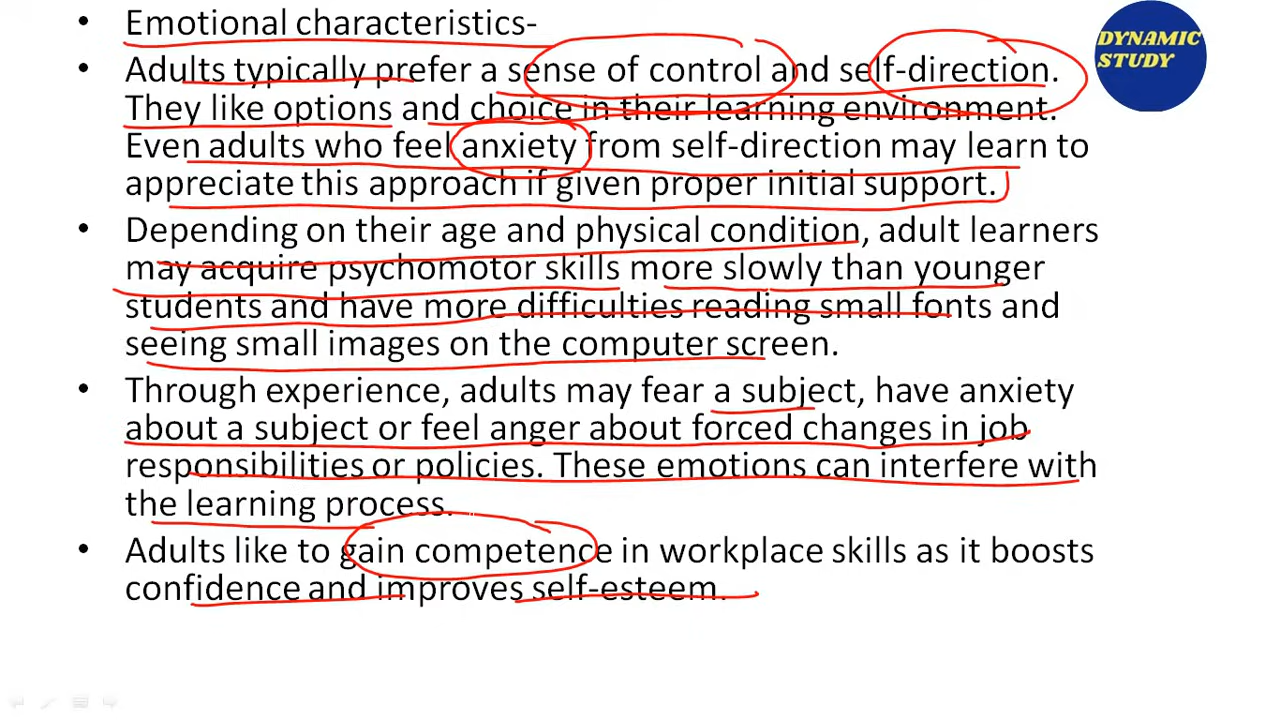 • Emotional characteristics-
• Adults typically prefer a sense of control and self-direction.
They like options and choice in their learning environment.
Even adults who feel anxiety from self-direction may learn to
appreciate this approach if given proper initial support.
• Depending on their age and physical condition, adult learners
may acquire psychomotor skills more slowly than younger
students and have more difficulties reading small fonts and
seeing small images on the computer screen.
• Through experience, adults may fear a subject, have anxiety
about a subject or feel anger about forced changes in job
responsibilities or policies. These emotions can interfere with
the learning process.
• Adults like to gain competence in workplace skills as it boosts
confidence and improves self-esteem.
DYNAMIC
STUDY